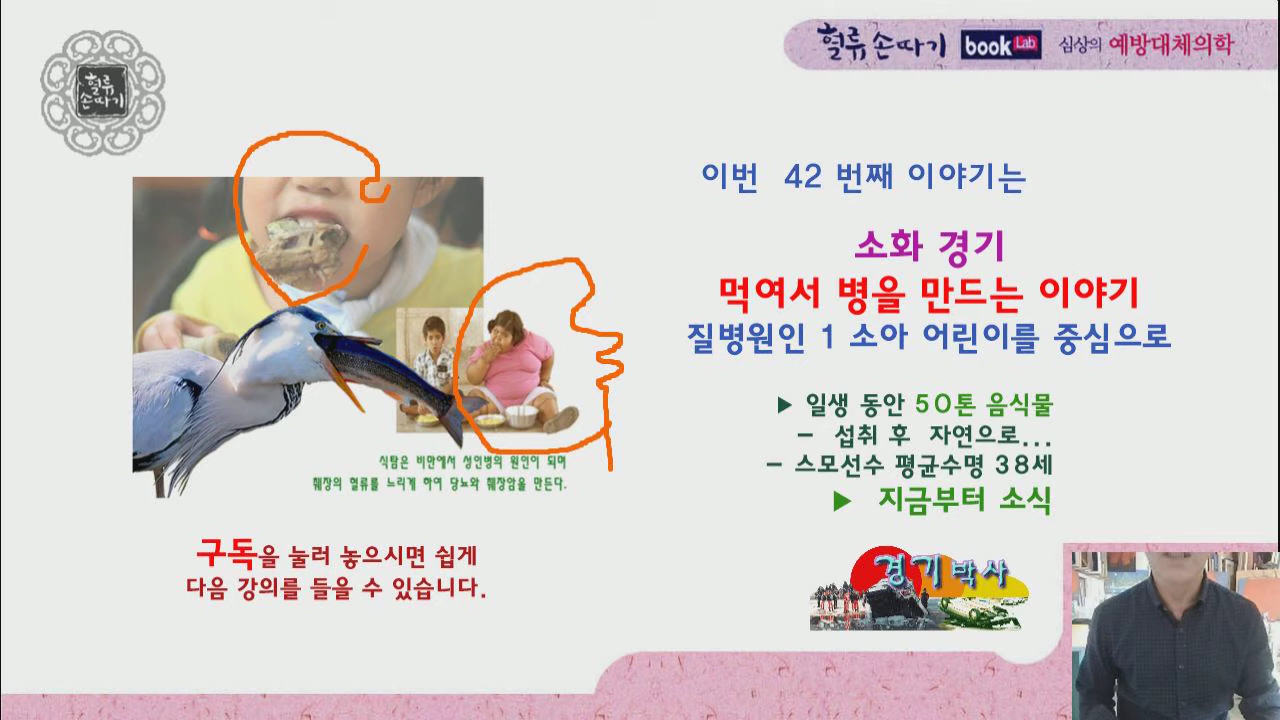 혈류
손따기
혈류 손따기 book Lab 심상의 예방대체의학
이번 42 번째 이야기는
소화 경기
먹여서 병을 만드는 이야기
질병원인 1 소아 어린이를 중심으로
▶ 일생 동안 50톤 음식물
- 섭취 후 자연으로...
- 스모선수 평균수명 38세
▶ 지금부터 소식
식탐은 비만에서 성인병의 원인이 되며
췌장의 혈류를 느리게 하여 당뇨와 췌장암을 만든다.
구독을 눌러 놓으시면 쉽게
다음 강의를 들을 수 있습니다.
경기박사